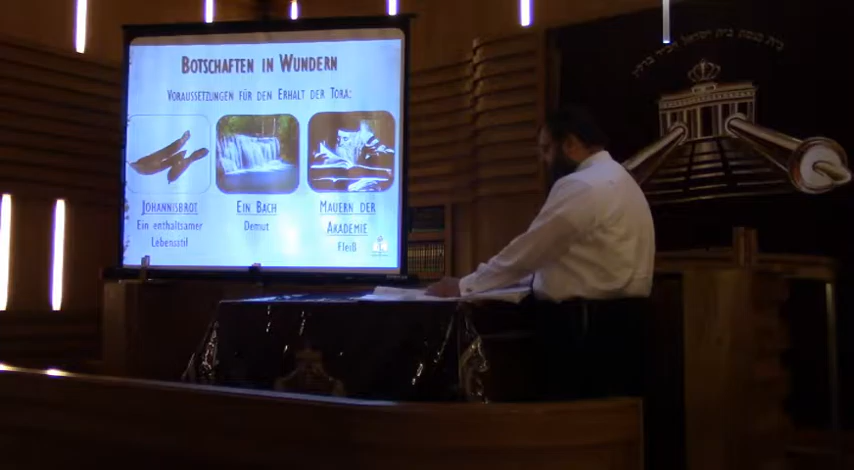 Botschaften in Wundern
Voraussetzungen für den Erhalt der Tora:
Johannisbrot
Ein enthaltsamer
Lebensstil
Ein Bach
Demut
Mauern der
Akademie
Fleiß